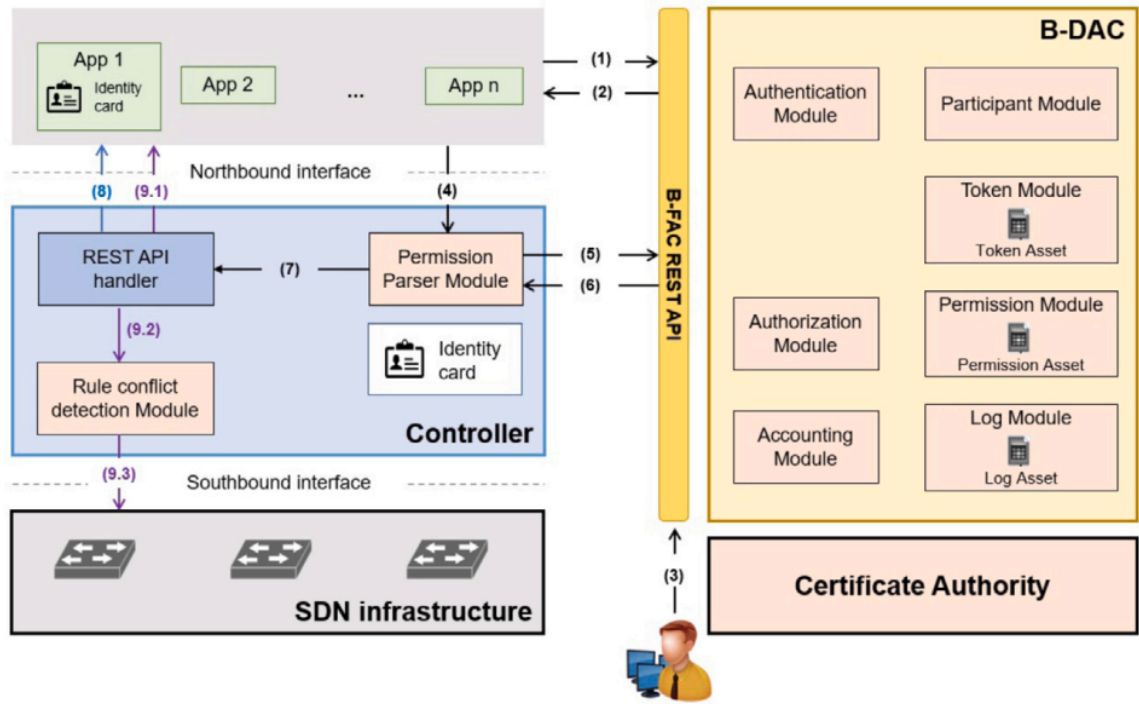 App 1
Identity
card
App 2
...
App n
(1)
(2)
(8)
(9.1)
Northbound interface
(4)
REST API
handler
(7)
Permission
Parser Module
(5)
(6)
(9.2)
Identity
card
Rule conflict
detection Module
Controller
(9.3)
Southbound interface
SDN infrastructure
B-FAC REST API
(3)
B-DAC
Authentication
Module
Participant Module
Token Module
Token Asset
Authorization
Module
Permission Module
Permission Asset
Accounting
Module
Log Module
Log Asset
Certificate Authority